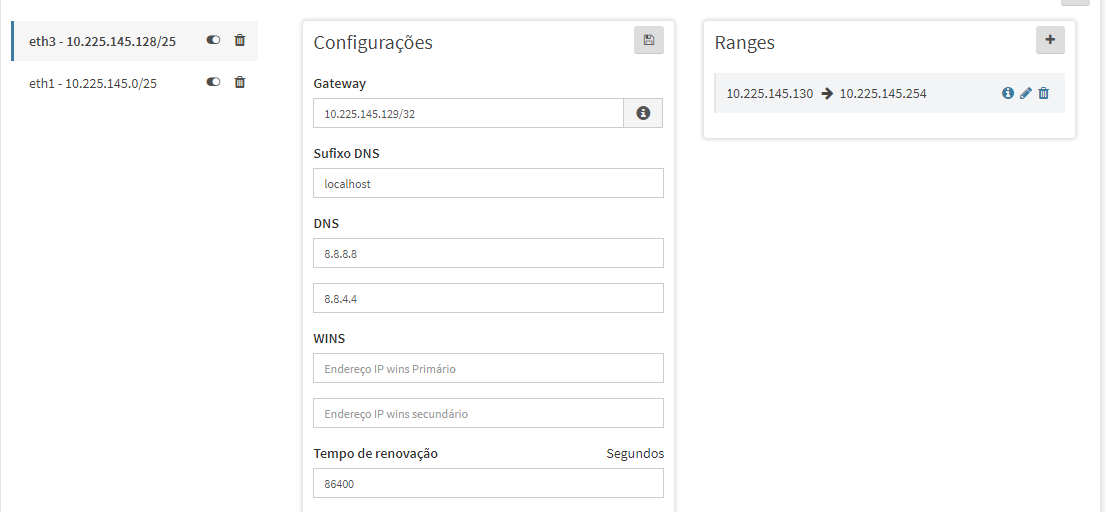 eth3 - 10.225.145.128/25
eth1 - 10.225.145.0/25
Configurações
Gateway
10.225.145.129/32
Sufixo DNS
localhost
DNS
8.8.8.8
8.8.4.4
WINS
Endereço IP wins Primário
Endereço IP wins secundário
Tempo de renovação Segundos
86400
Ranges
10.225.145.130 → 10.225.145.254